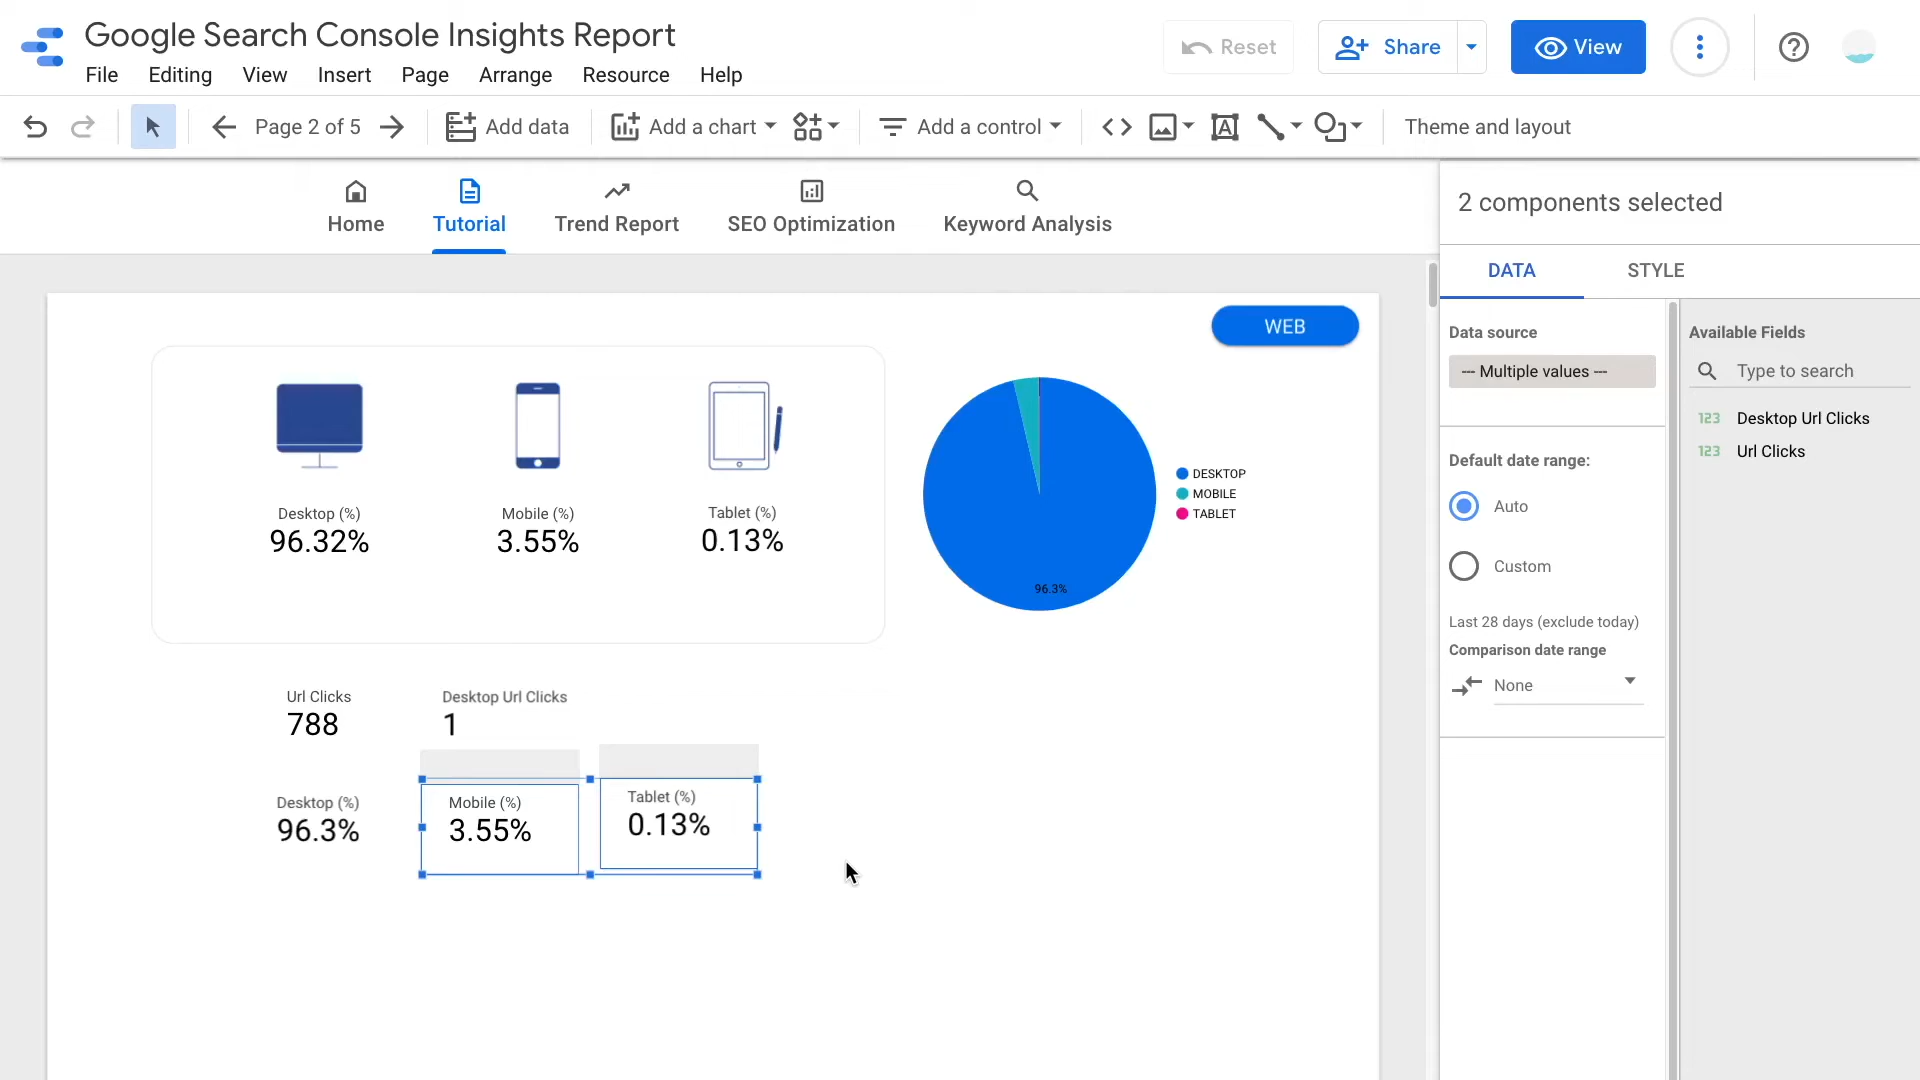 Google Search Console Insights Report
File Editing View Insert Page Arrange Resource Help
Reset
Share
View
Page 2 of 5
Add data
Add a chart
Add a control
Theme and layout
Home
Tutorial
Trend Report
SEO Optimization
Keyword Analysis
2 components selected
DATA
STYLE
WEB
Desktop (%)
96.32%
Mobile (%)
3.55%
Tablet (%)
0.13%
96.3%
DESKTOP
MOBILE
TABLET
Url Clicks
788
Desktop Url Clicks
1
Desktop (%)
96.3%
Mobile (%)
3.55%
Tablet (%)
0.13%
Data source
--- Multiple values ---
Default date range:
Auto
Custom
Last 28 days (exclude today)
Comparison date range
None
Available Fields
Type to search
123 Desktop Url Clicks
123 Url Clicks